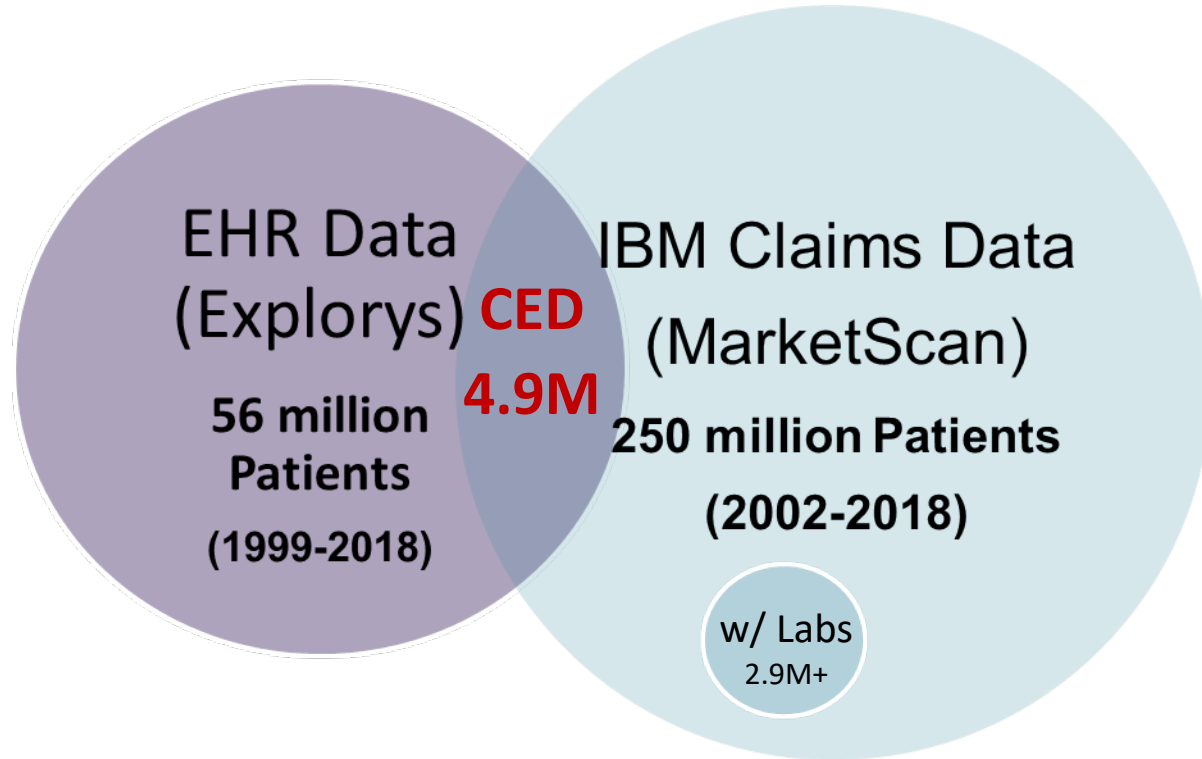 EHR Data
(Explorys)
56 million
Patients
(1999-2018)
CED
4.9M
IBM Claims Data
(MarketScan)
250 million Patients
(2002-2018)
w/ Labs
2.9M+